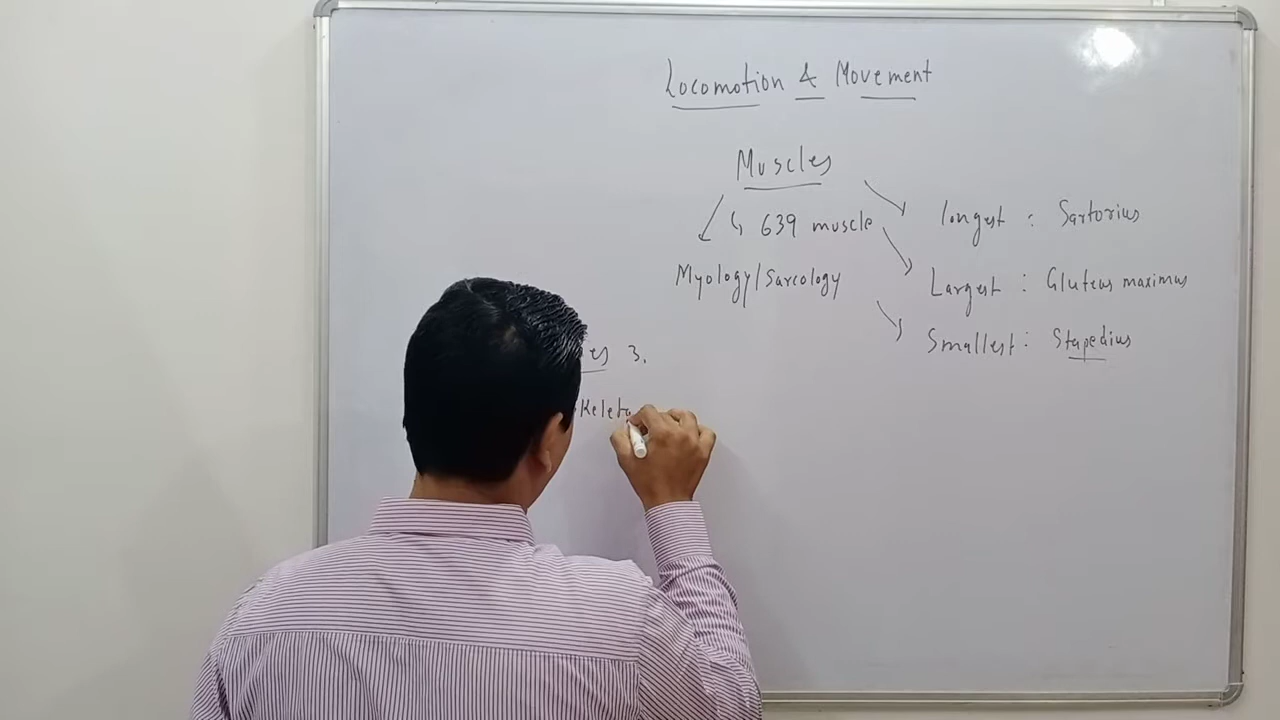 Locomotion & Movement
Muscles
↳ 639 muscle
Myology/Sarcology
longest : Sartorius
Largest : Gluteus maximus
Smallest : Stapedius
3.